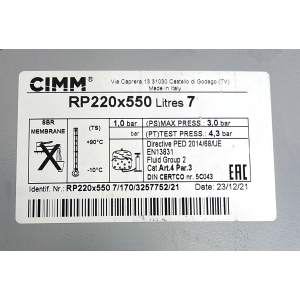 CIMM®
Via Caprera 13 31030 Castello di Godego (TV)
Made in Italy
RP220x550 Litres 7
SBR MEMBRANE
(TS)
+90°C
-10°C
1,0 bar
bar
(PS)MAX PRESS : 3,0 bar
(PT)TEST PRESS. : 4,3 bar
Directive PED 2014/68/UE
EN13831
Fluid Group 2
Cat Art.4 Par.3
DIN CERTCO nr. 5C043
EAC
Identif. Nr.: RP220x550 7/170/3257752/21
Date: 23/12/21